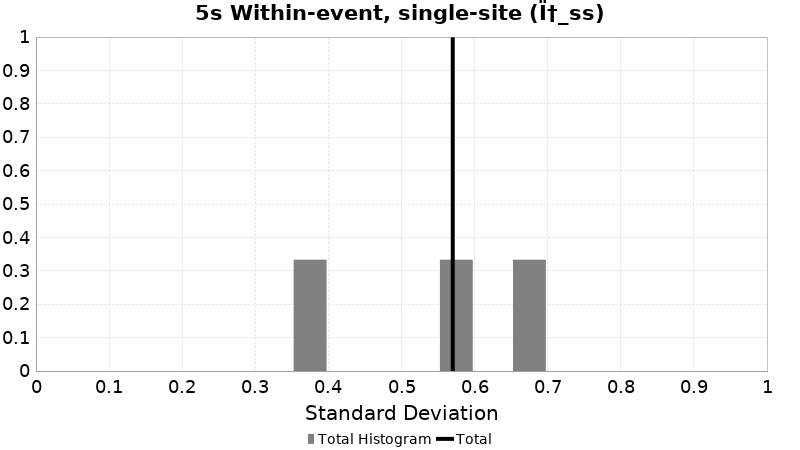 5s Within-event, single-site (Ï†_ss)
1
0.9
0.8
0.7
0.6
0.5
0.4
0.3
0.2
0.1
0
0 0.1 0.2 0.3 0.4 0.5 0.6 0.7 0.8 0.9 1
Standard Deviation
Total Histogram Total